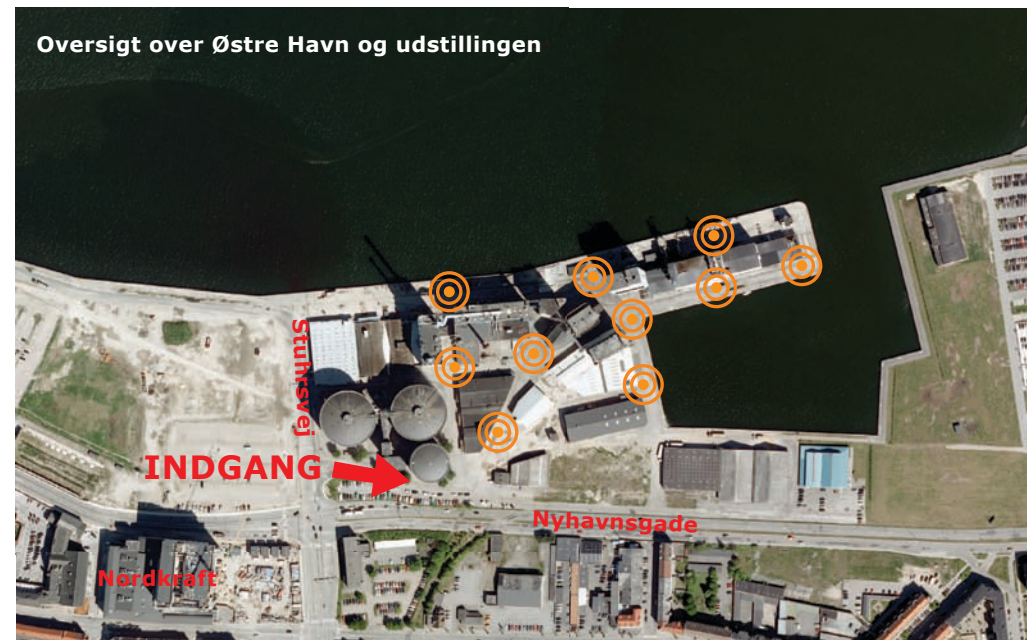 Oversigt over Østre Havn og udstillingen
Stuhrsvej
INDGANG
Nyhavnsgade
Nordkraft